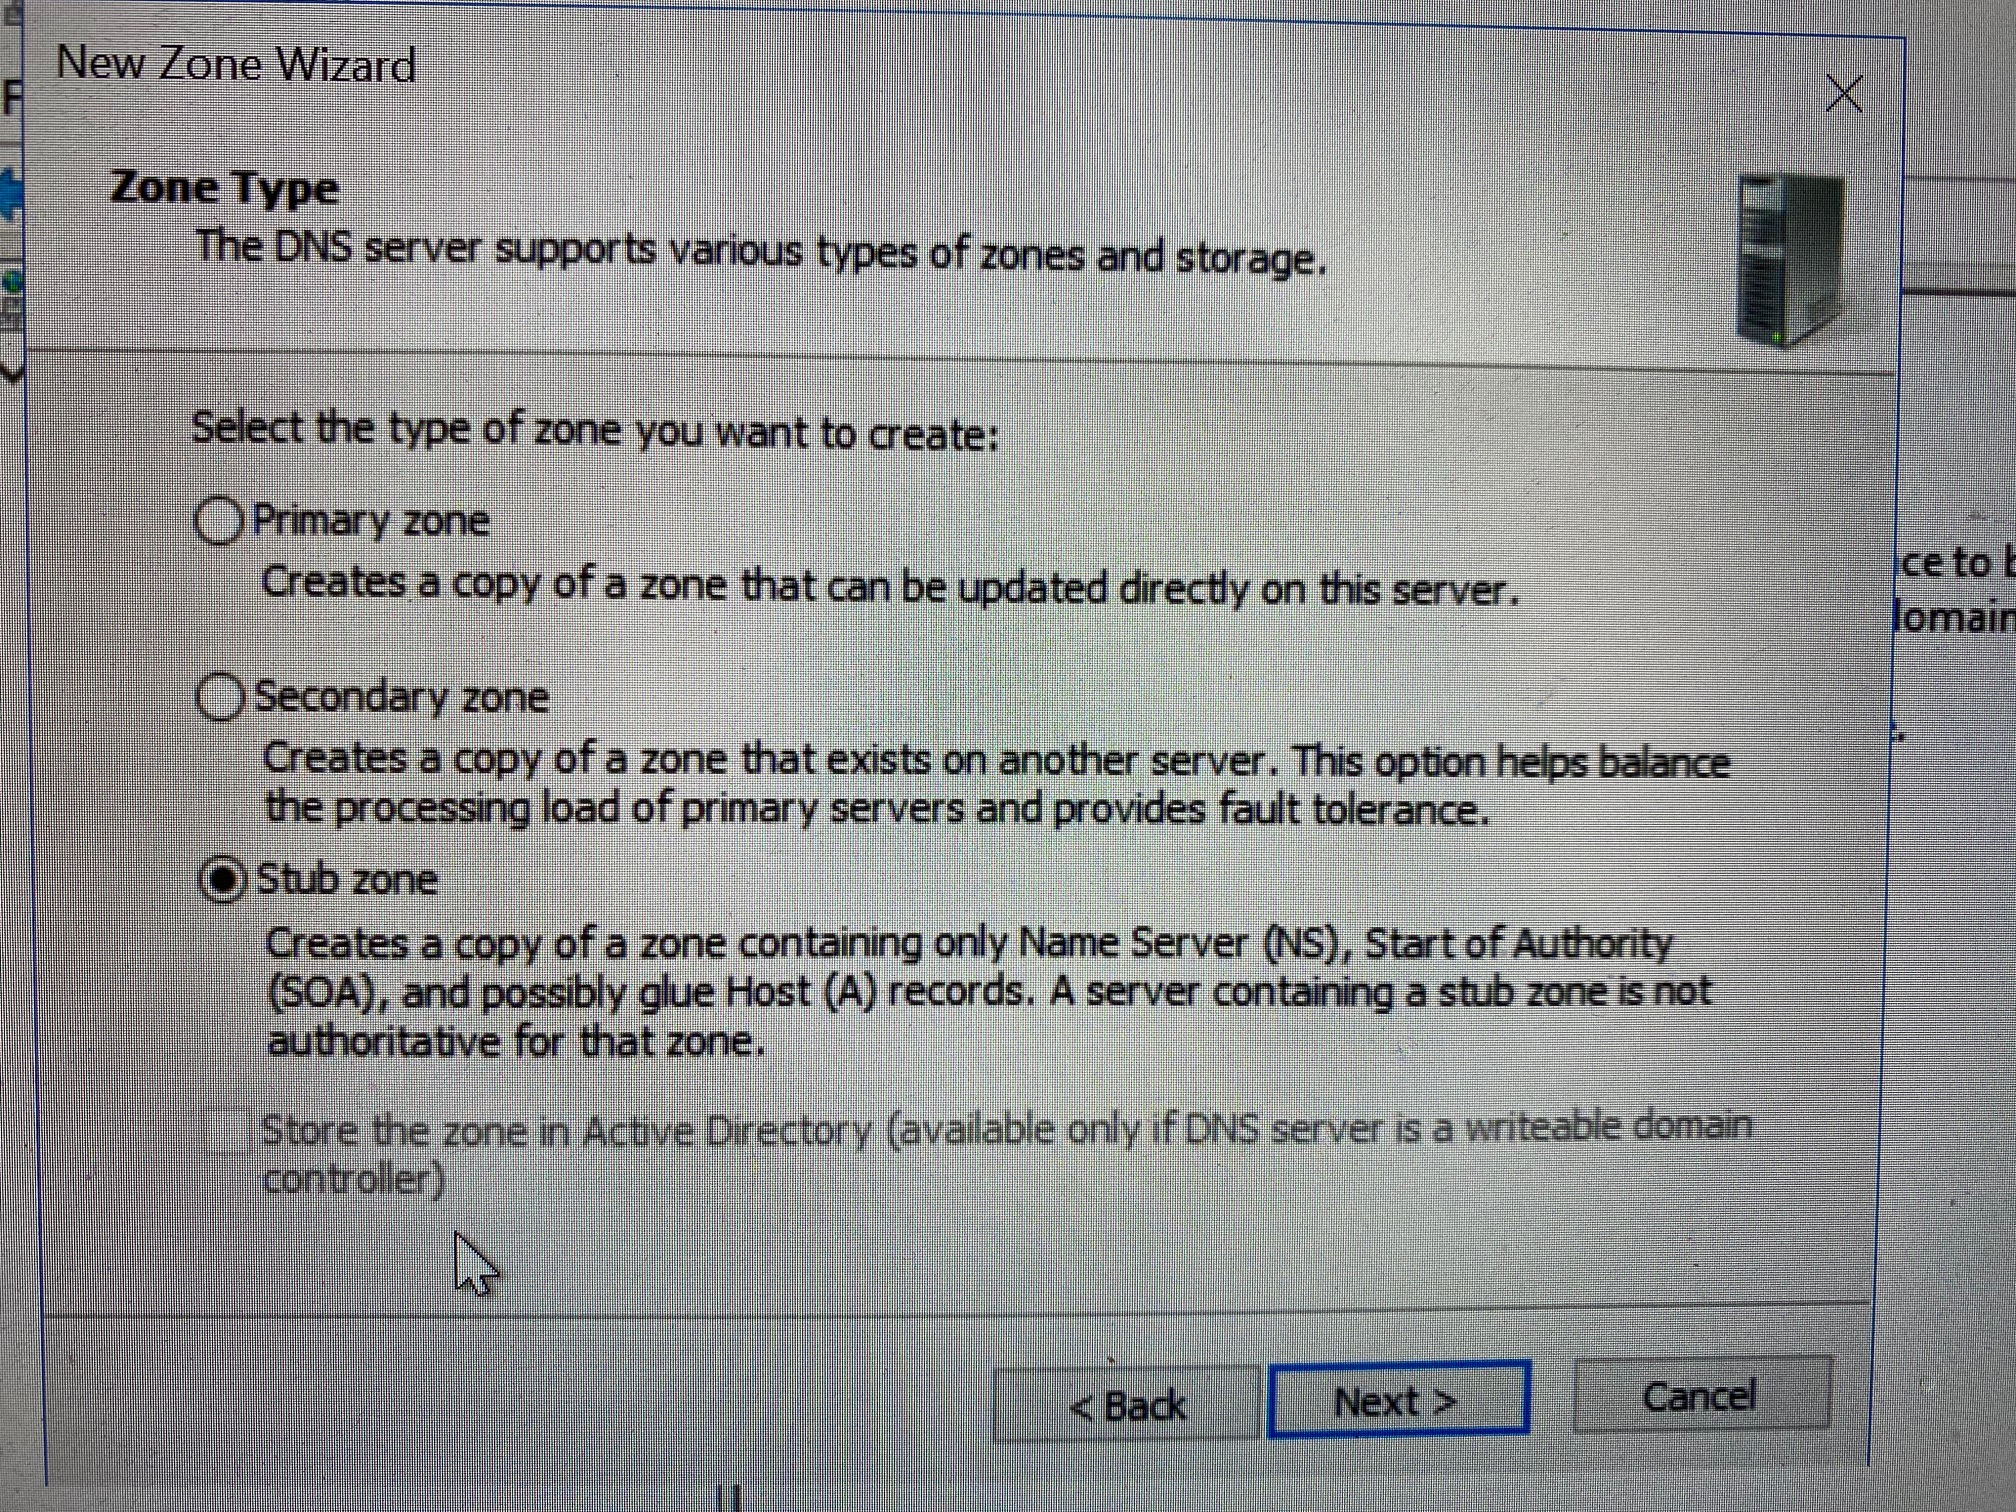 New Zone Wizard
Zone Type
The DNS server supports various types of zones and storage.
Select the type of zone you want to create:
Primary zone
Creates a copy of a zone that can be updated directly on this server.
Secondary zone
Creates a copy of a zone that exists on another server. This option helps balance
the processing load of primary servers and provides fault tolerance.
Stub zone
Creates a copy of a zone containing only Name Server (NS), Start of Authority
(SOA), and possibly glue Host (A) records. A server containing a stub zone is not
authoritative for that zone.
Store the zone in Active Directory (available only if DNS server is a writeable domain
controller)
< Back
Next >
Cancel
F
ce to